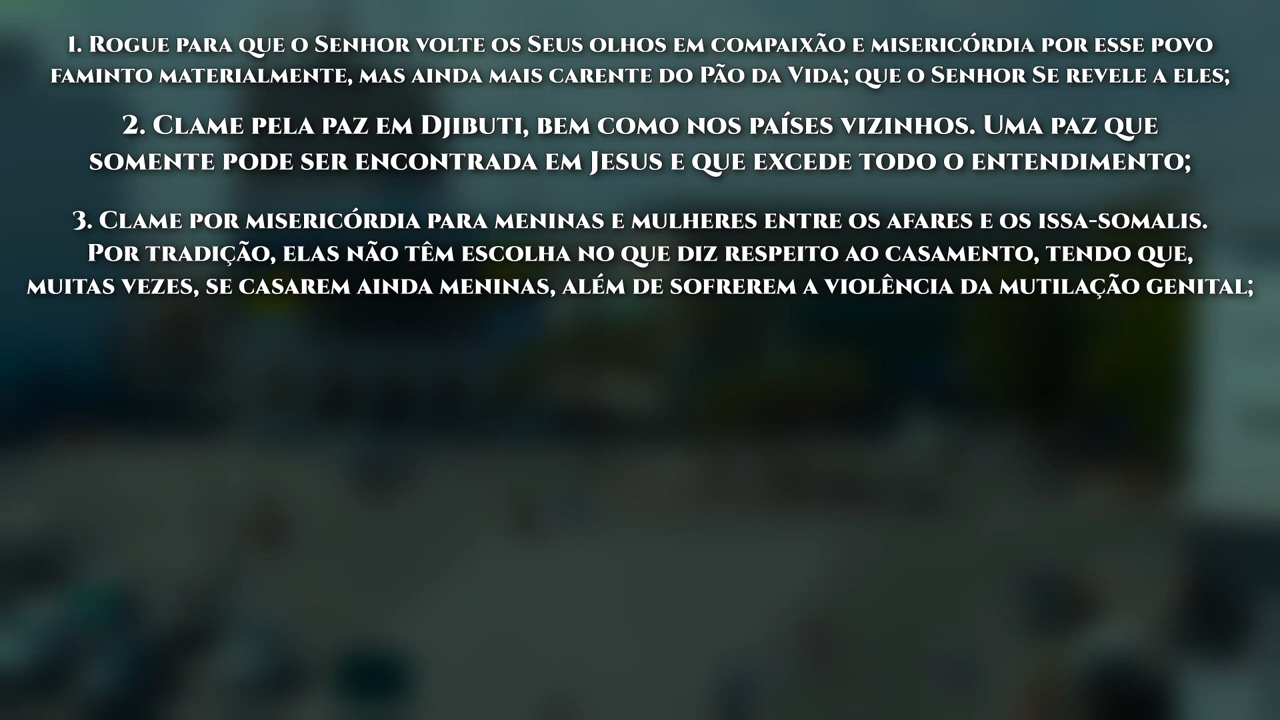 1. Rogue para que o Senhor volte os Seus olhos em compaixão e misericórdia por esse povo
faminto materialmente, mas ainda mais carente do Pão da Vida; que o Senhor Se revele a eles;
2. Clame pela paz em Djibuti, bem como nos países vizinhos. Uma paz que
somente pode ser encontrada em Jesus e que excede todo o entendimento;
3. Clame por misericórdia para meninas e mulheres entre os afares e os issa-somalis.
Por tradição, elas não têm escolha no que diz respeito ao casamento, tendo que,
muitas vezes, se casarem ainda meninas, além de sofrerem a violência da mutilação genital;